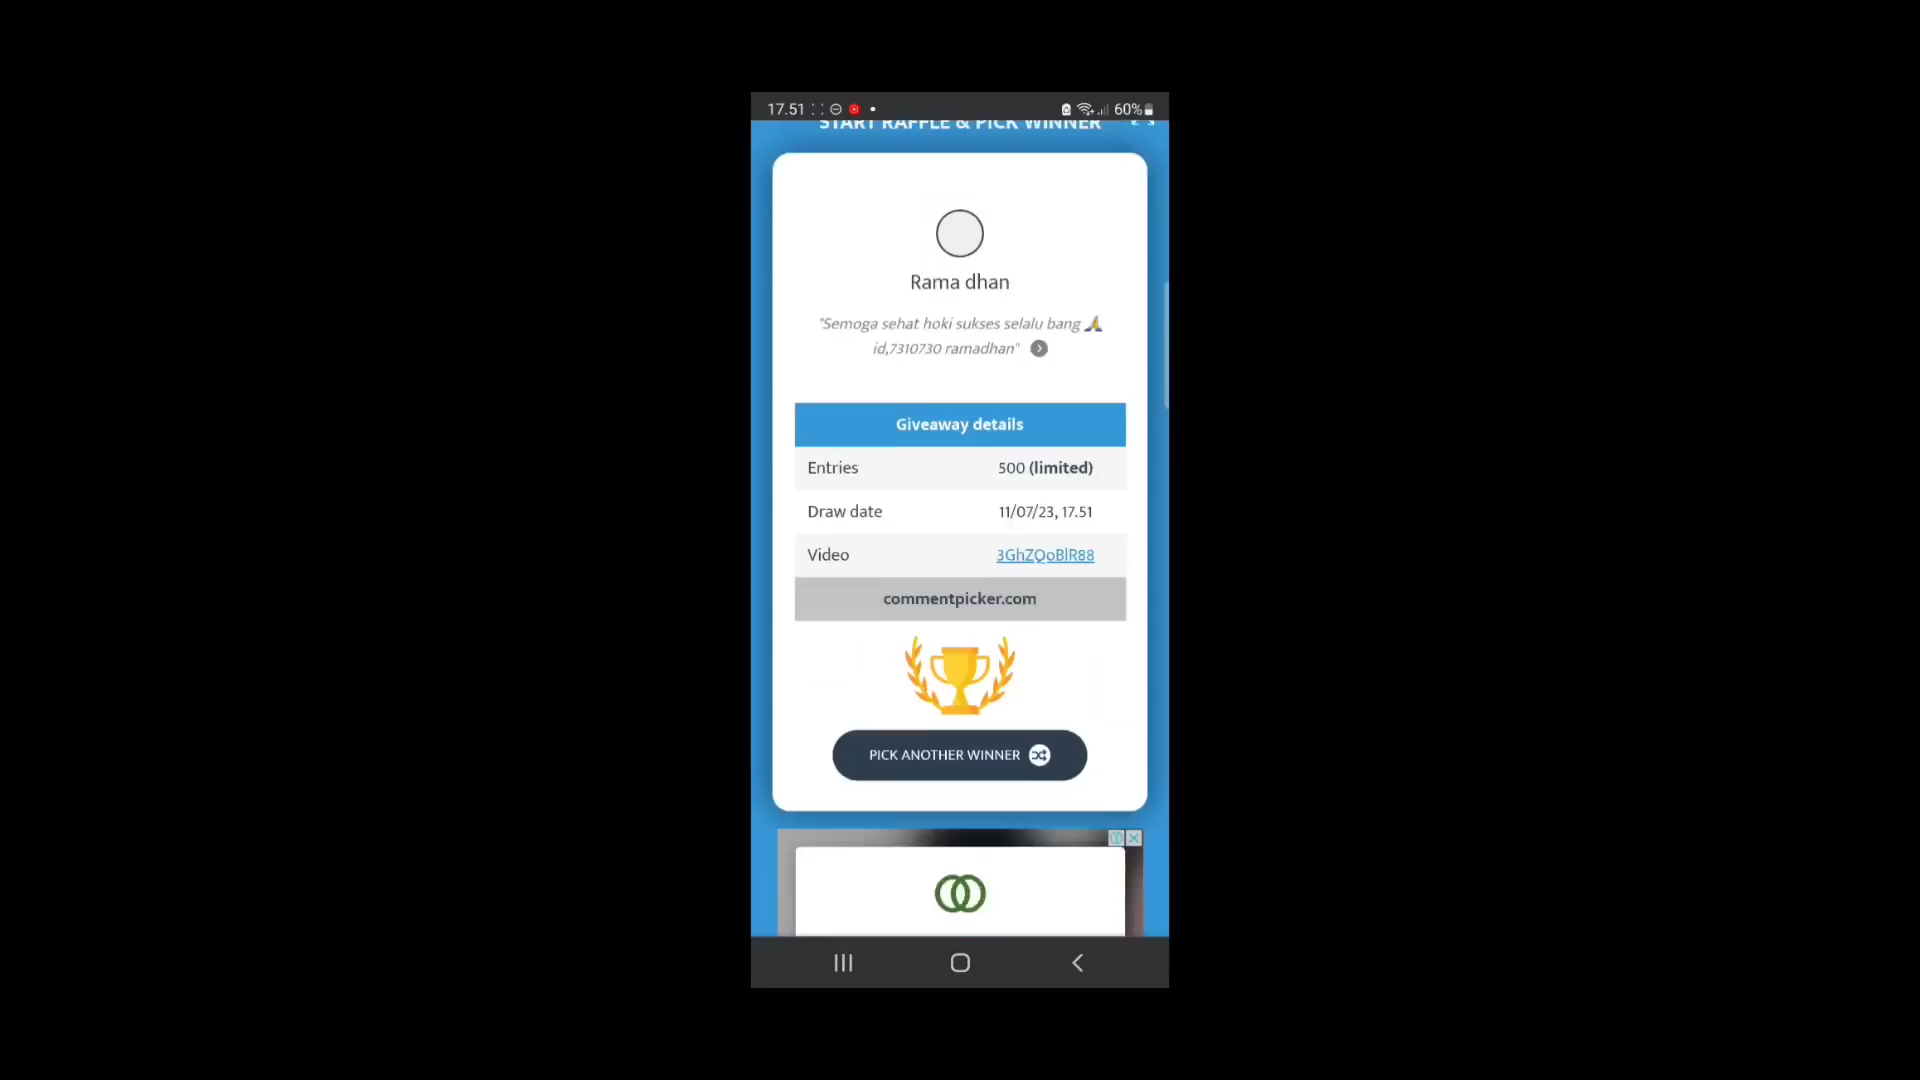 17.51 60%
START RAFFLE & PICK WINNER
Rama dhan
"Semoga sehat hoki sukses selalu bang 🙏
id,7310730 ramadhan"
Giveaway details
Entries 500 (limited)
Draw date 11/07/23, 17.51
Video 3GhZQoBlR88
commentpicker.com
PICK ANOTHER WINNER